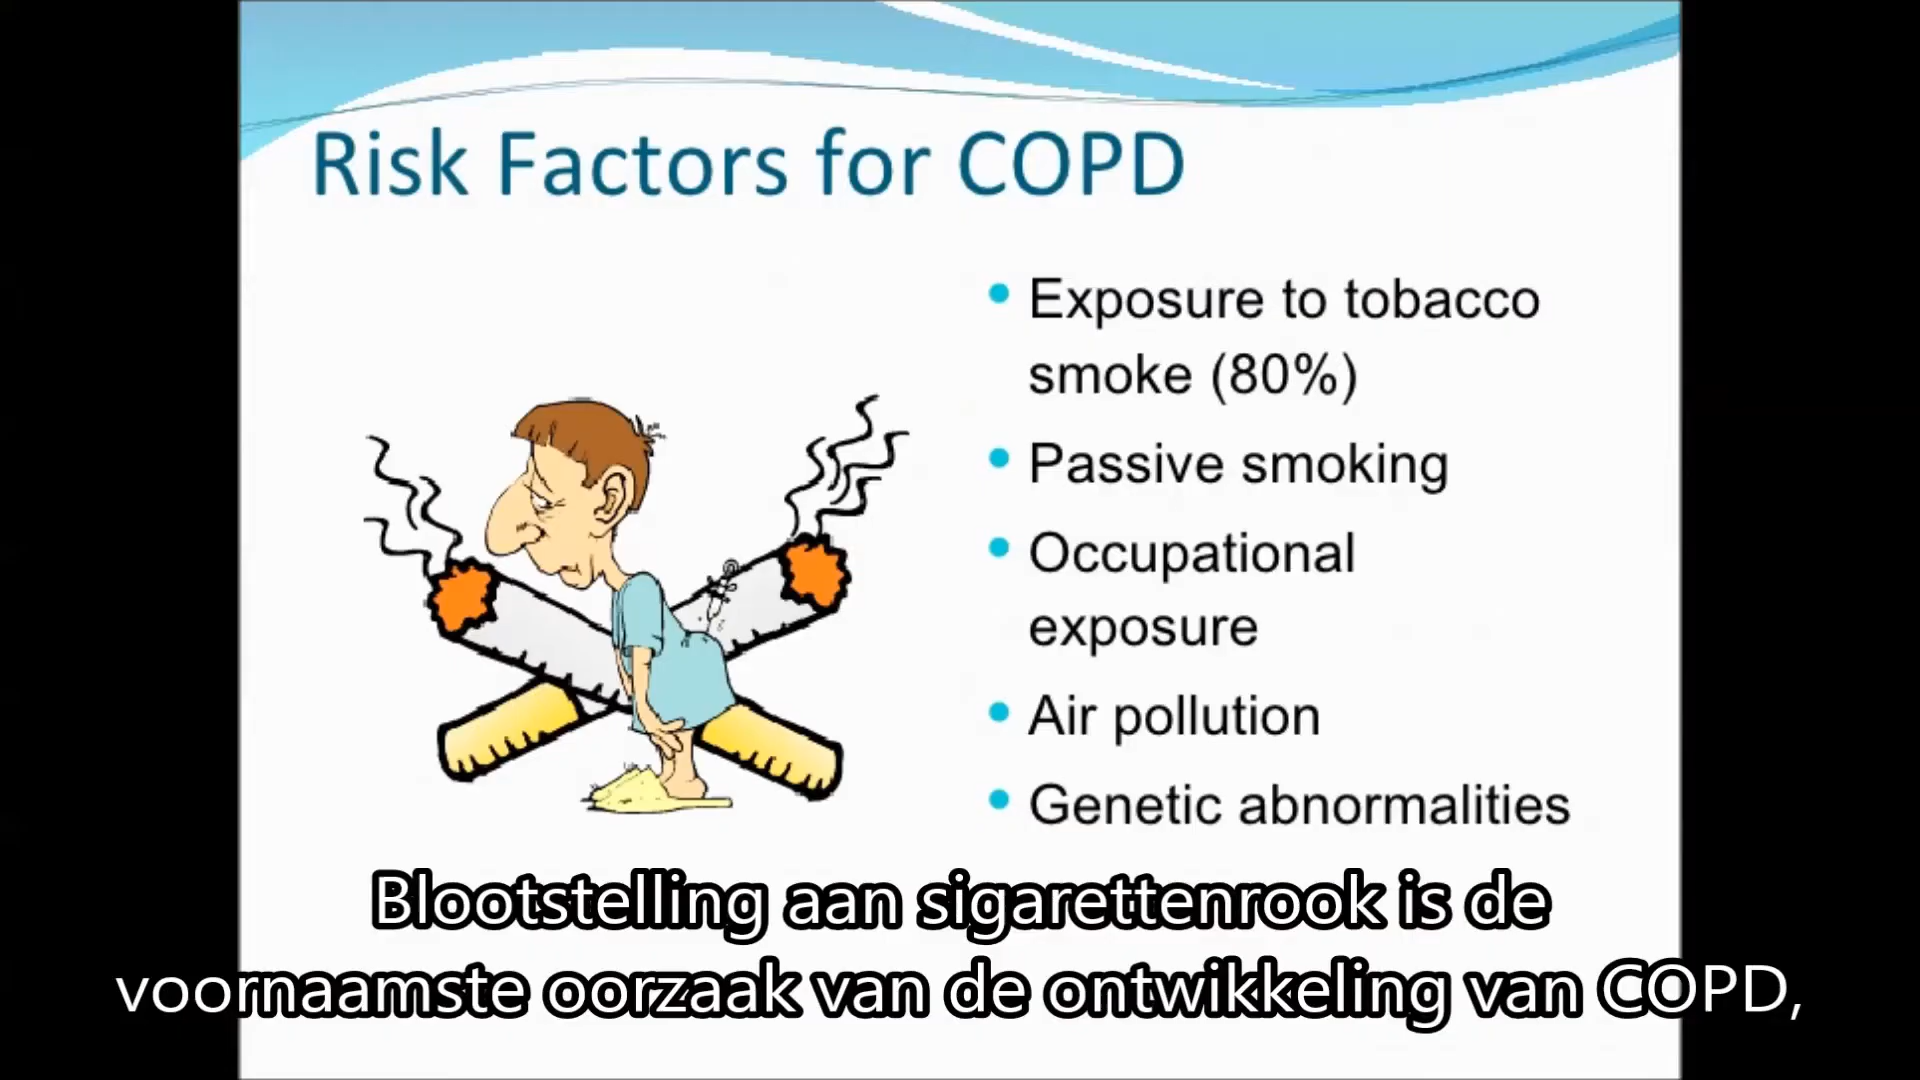 Risk Factors for COPD
• Exposure to tobacco
smoke (80%)
• Passive smoking
• Occupational
exposure
• Air pollution
• Genetic abnormalities
Blootstelling aan sigarettenrook is de
voornaamste oorzaak van de ontwikkeling van COPD,